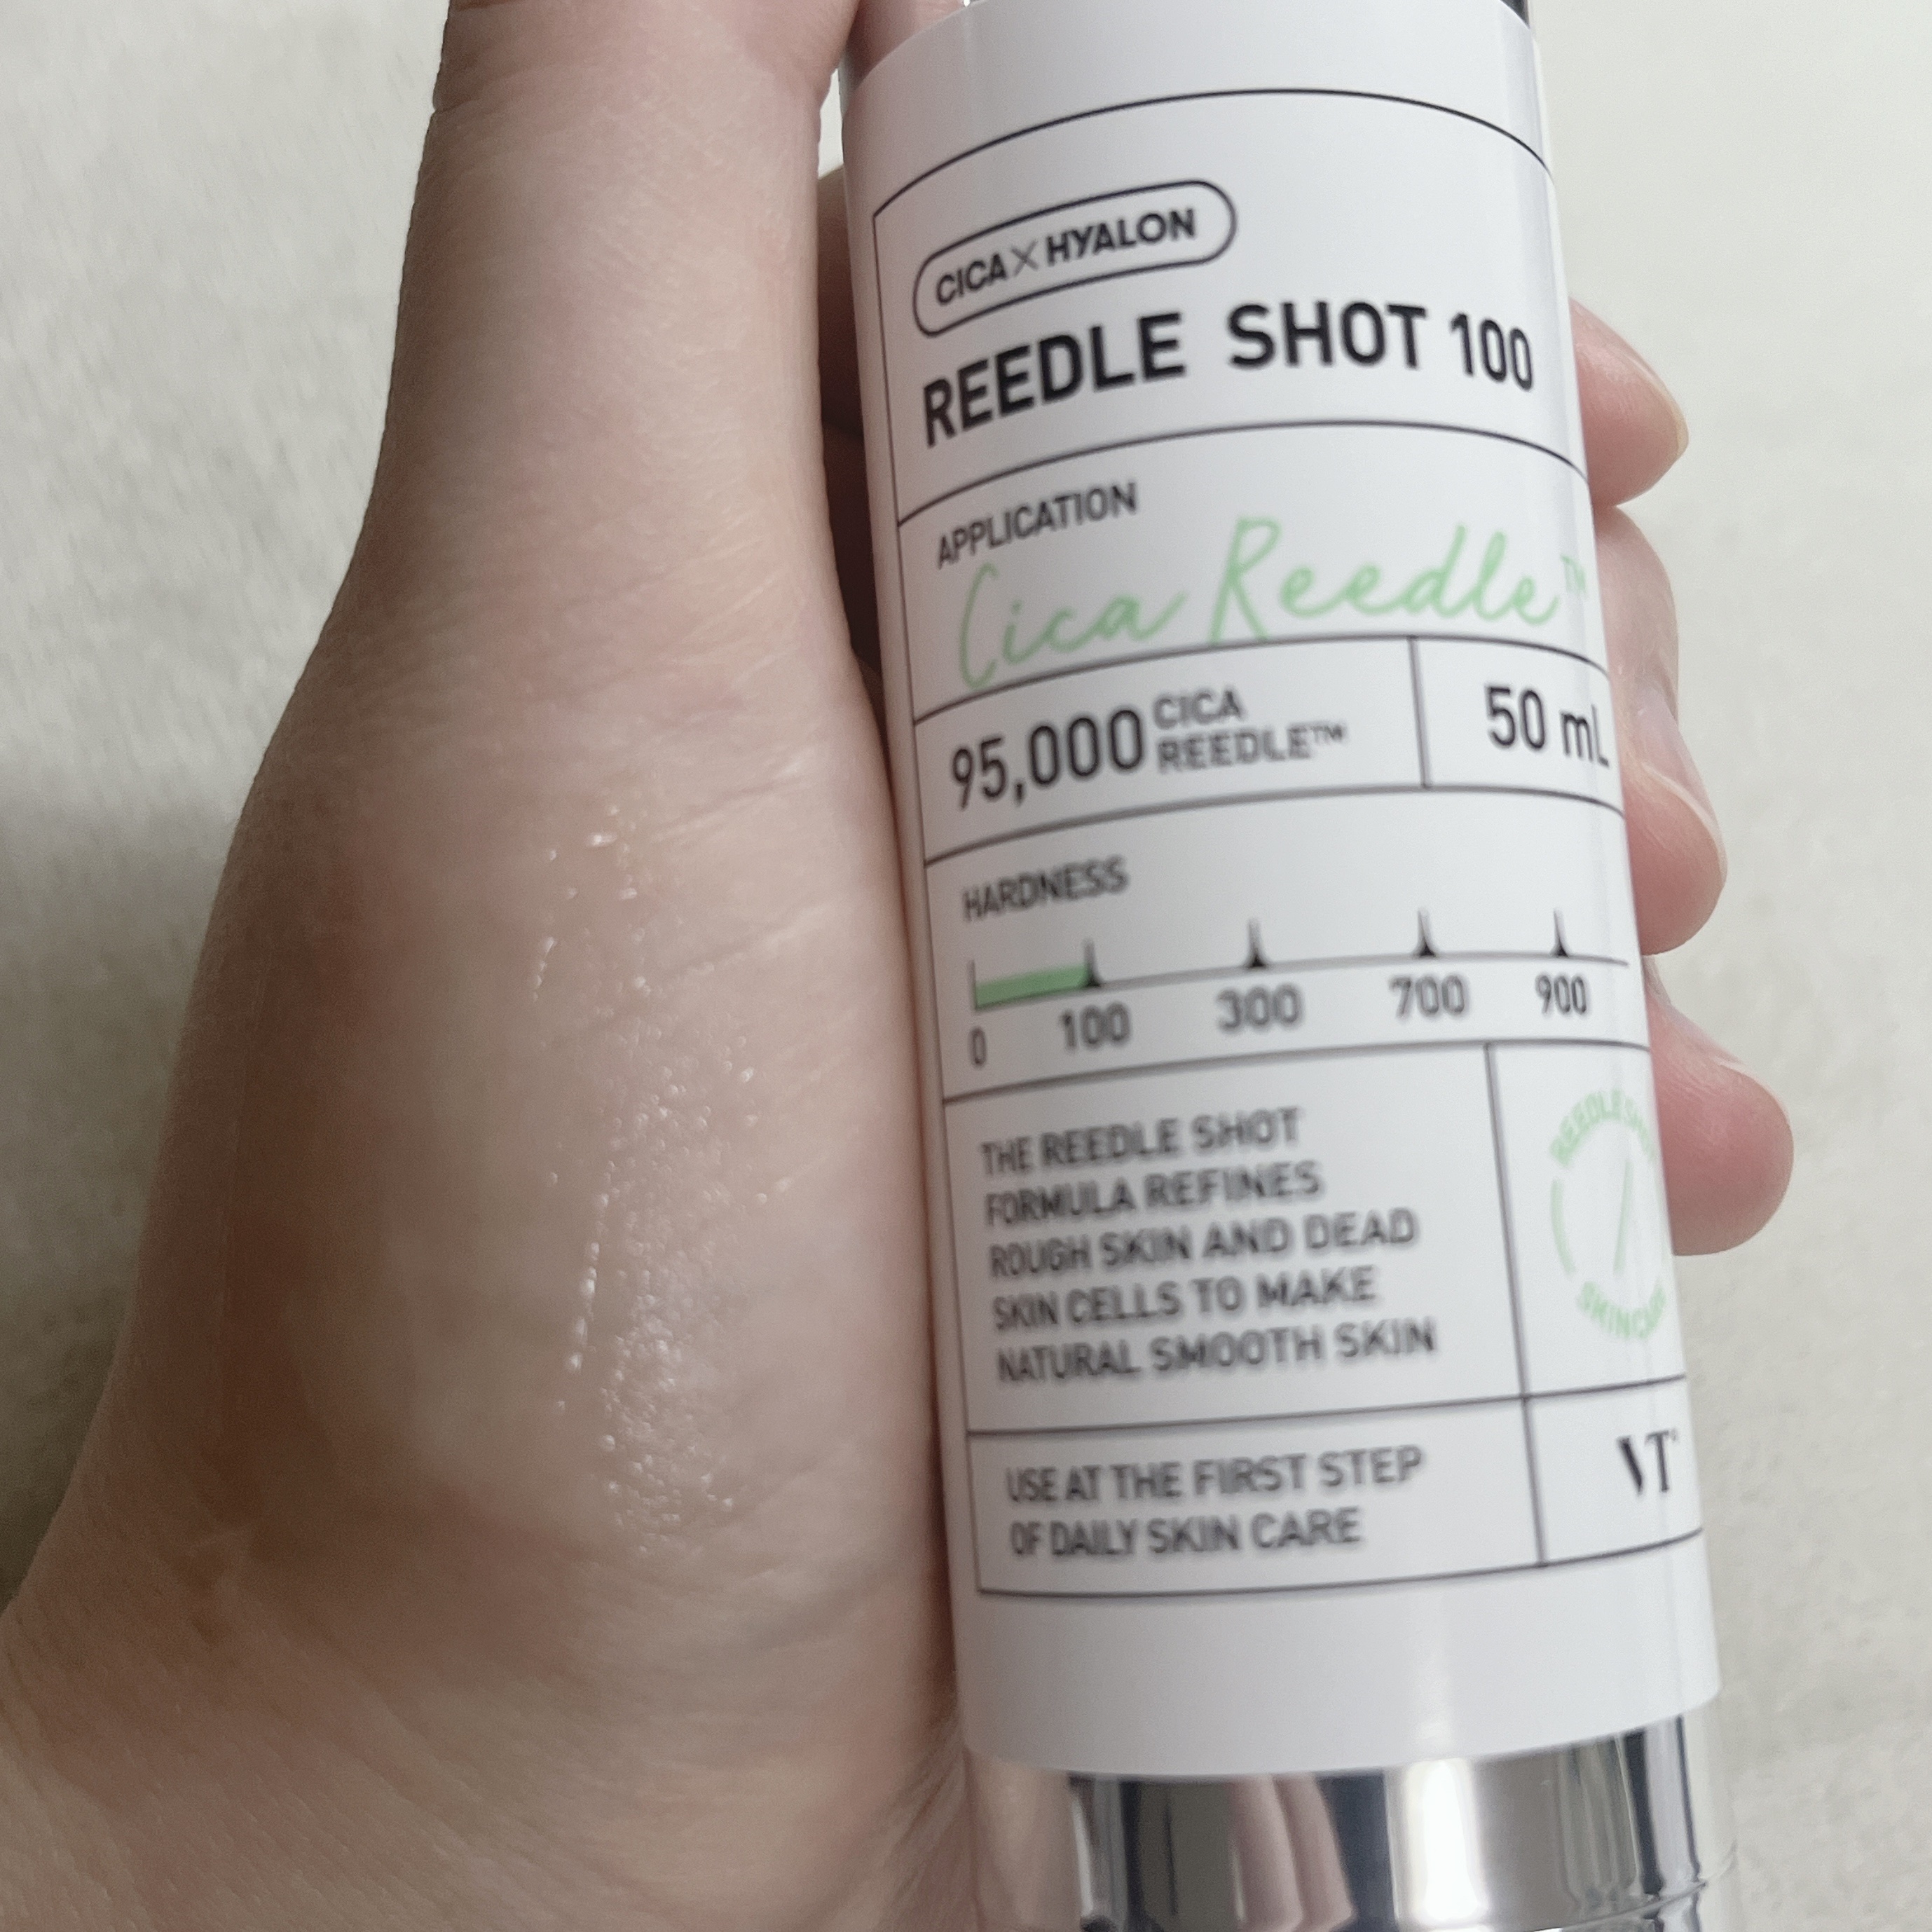 CICA X HYALON
REEDLE SHOT 100
APPLICATION
Cica Reedle™
95,000 CICA
REEDLE™
50 mL
HARDNESS
0 100 300 700 900
THE REEDLE SHOT
FORMULA REFINES
ROUGH SKIN AND DEAD
SKIN CELLS TO MAKE
NATURAL SMOOTH SKIN
USE AT THE FIRST STEP
OF DAILY SKIN CARE
VT